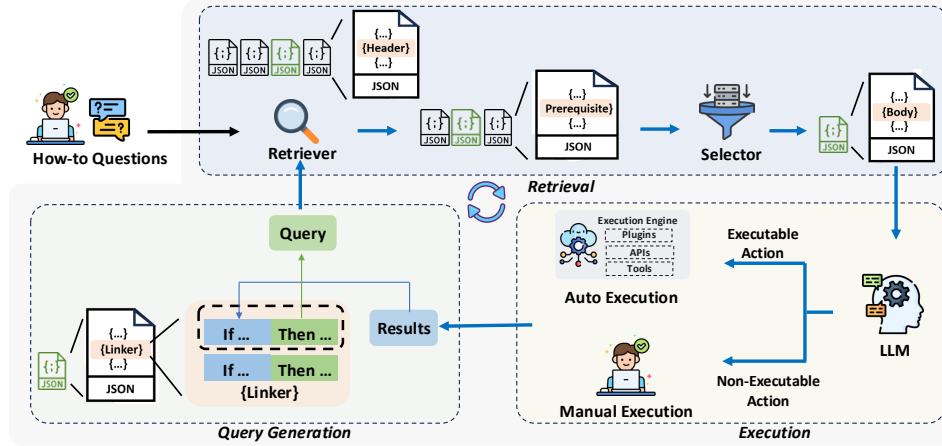 {;}
JSON
{;}
JSON
{;}
JSON
{;}
JSON
{...}
{Header}
{...}
JSON
How-to Questions
Retriever
{;}
JSON
{;}
JSON
{;}
JSON
{...}
Prerequisite
{...}
JSON
Selector
{;}
JSON
{...}
{Body}
{...}
JSON
Retrieval
Query
If ...
Then ...
If ...
Then ...
{Linker}
Results
{;}
JSON
{...}
{Linker}
{...}
JSON
Query Generation
Execution Engine
Plugins
APIs
Tools
Auto Execution
Executable
Action
LLM
Manual Execution
Non-Executable
Action
Execution